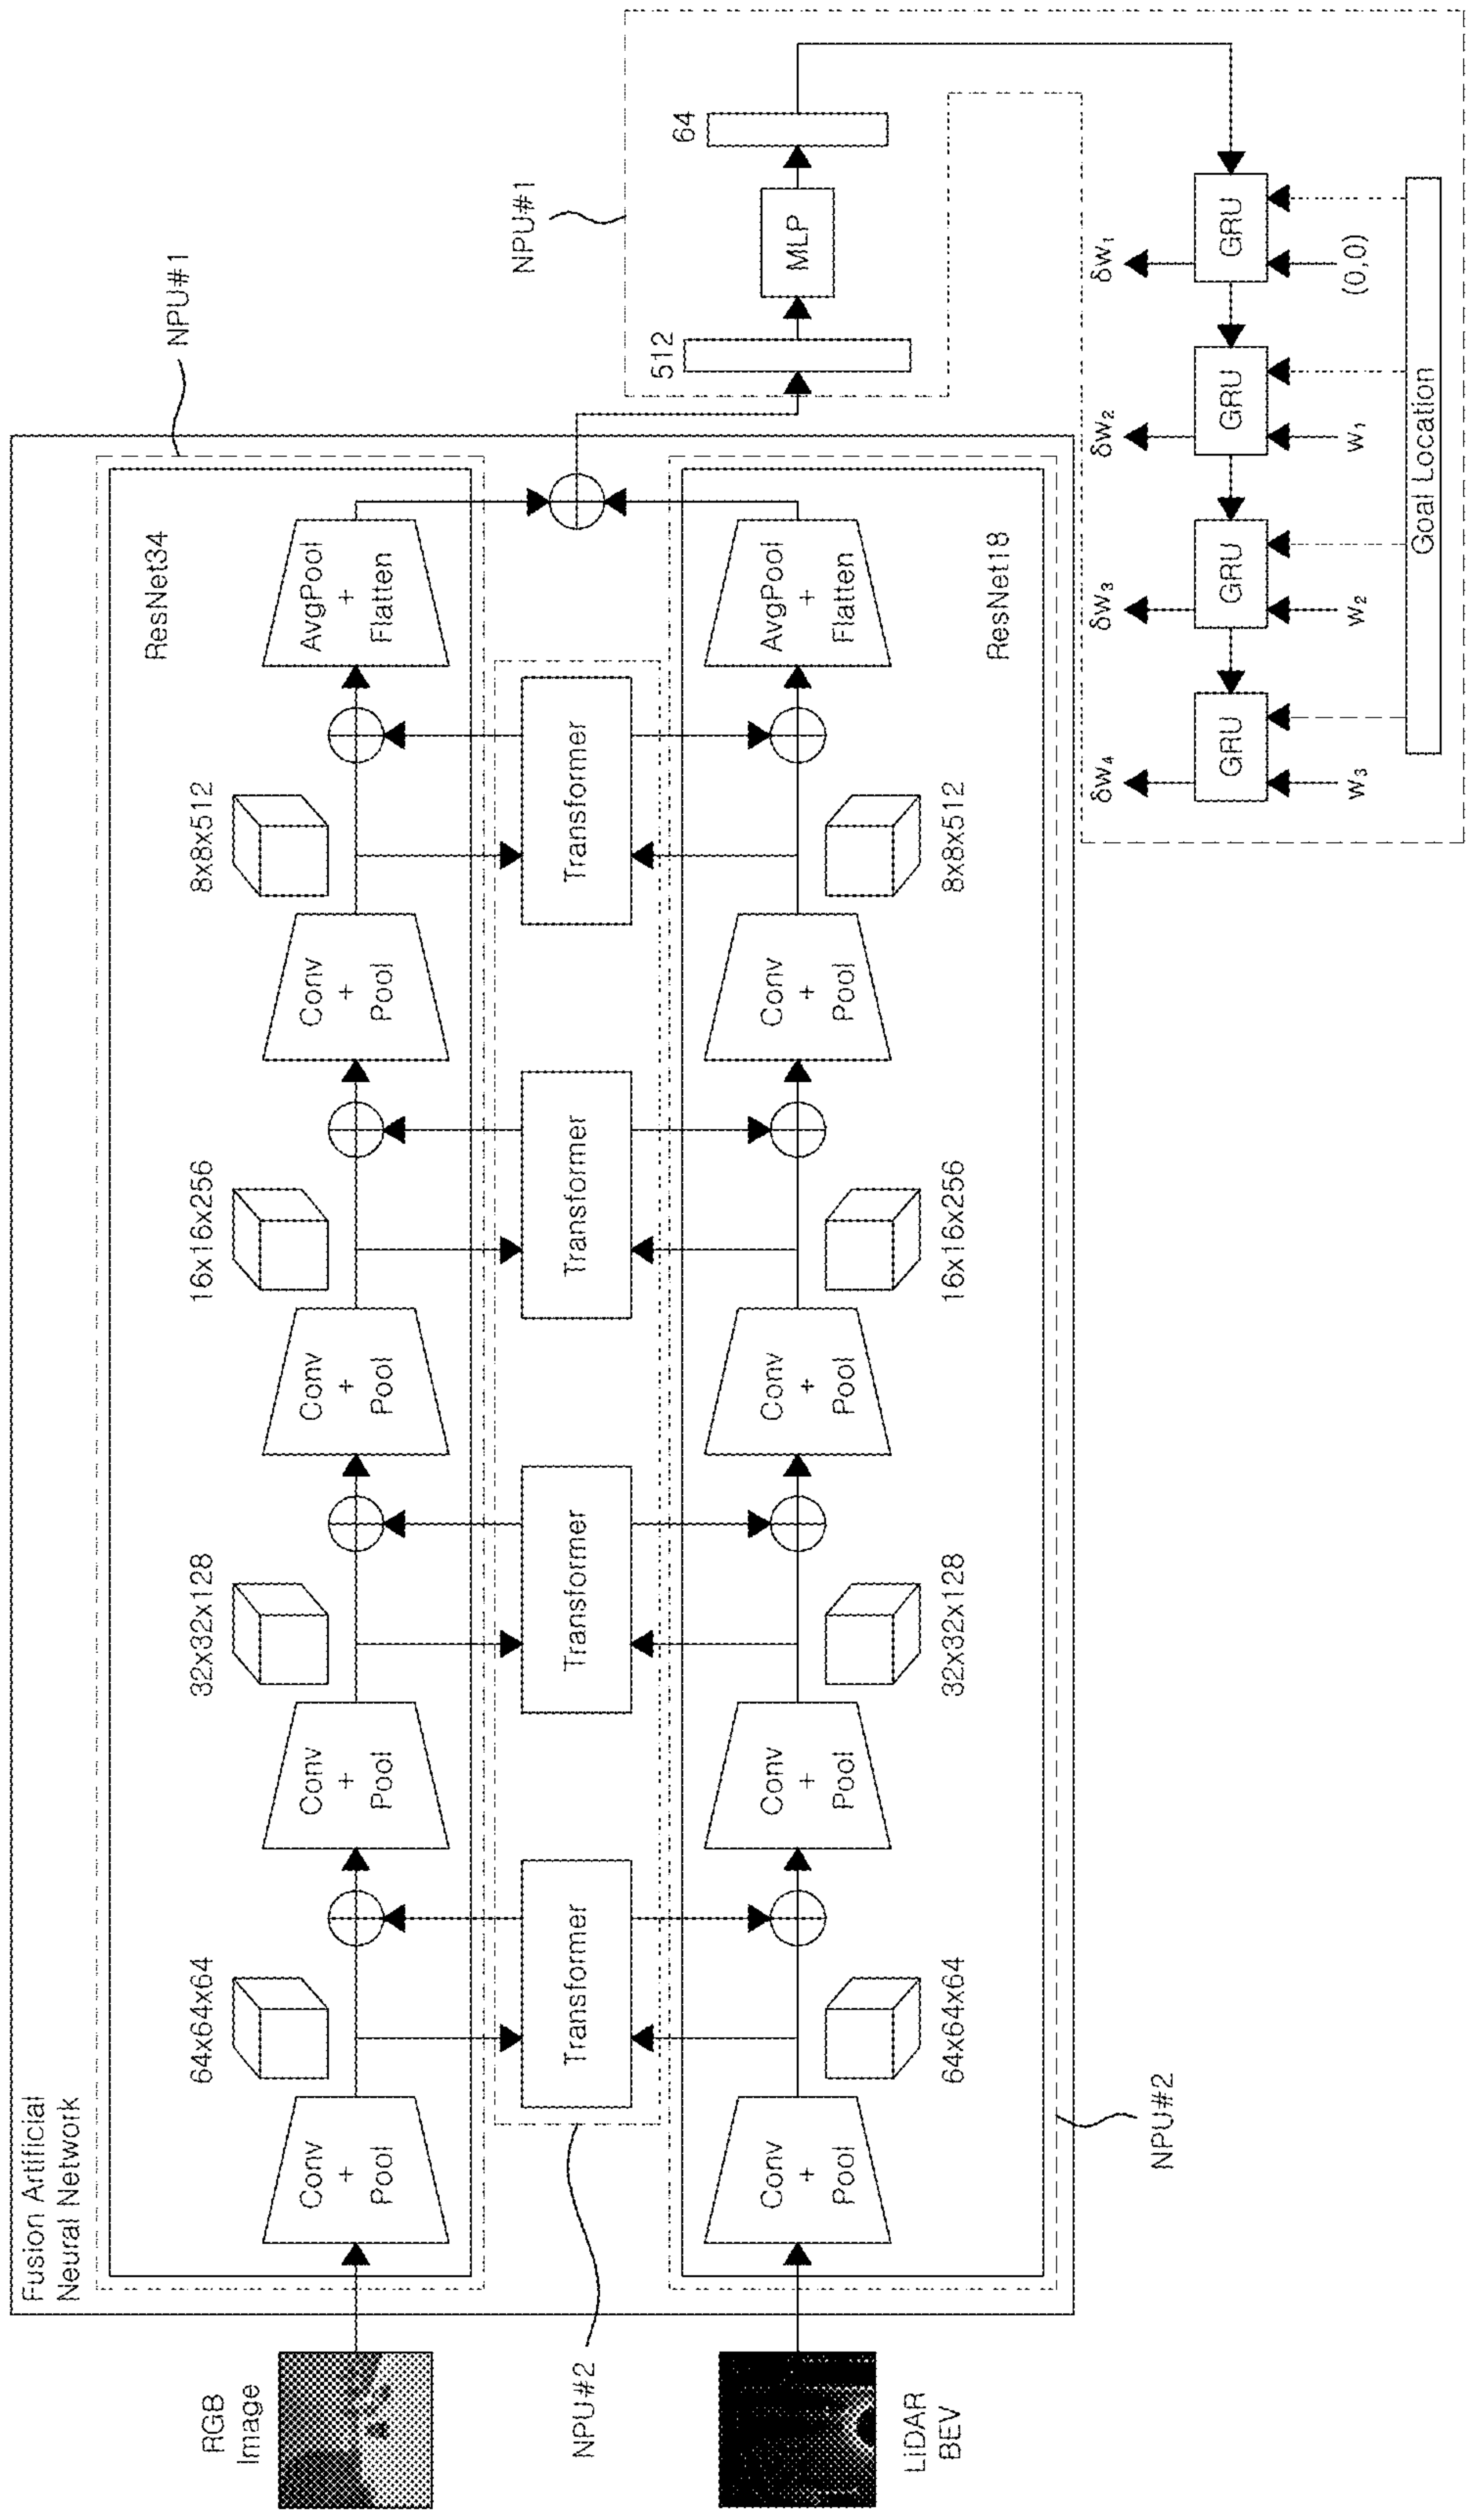 Fusion Artificial
Neural Network
NPU#1
ResNet34
RGB
Image
Conv
+
Pool
64x64x64
Conv
+
Pool
32x32x128
Conv
+
Pool
16x16x256
Conv
+
Pool
8x8x512
AvgPool
+
Flatten
NPU#2
Transformer
Transformer
Transformer
Transformer
LiDAR
BEV
Conv
+
Pool
64x64x64
Conv
+
Pool
32x32x128
Conv
+
Pool
16x16x256
Conv
+
Pool
8x8x512
AvgPool
+
Flatten
ResNet18
NPU#2
NPU#1
512
MLP
64
δw₄
δw₃
δw₂
δw₁
GRU
GRU
GRU
GRU
w₃
w₂
w₁
(0,0)
Goal Location